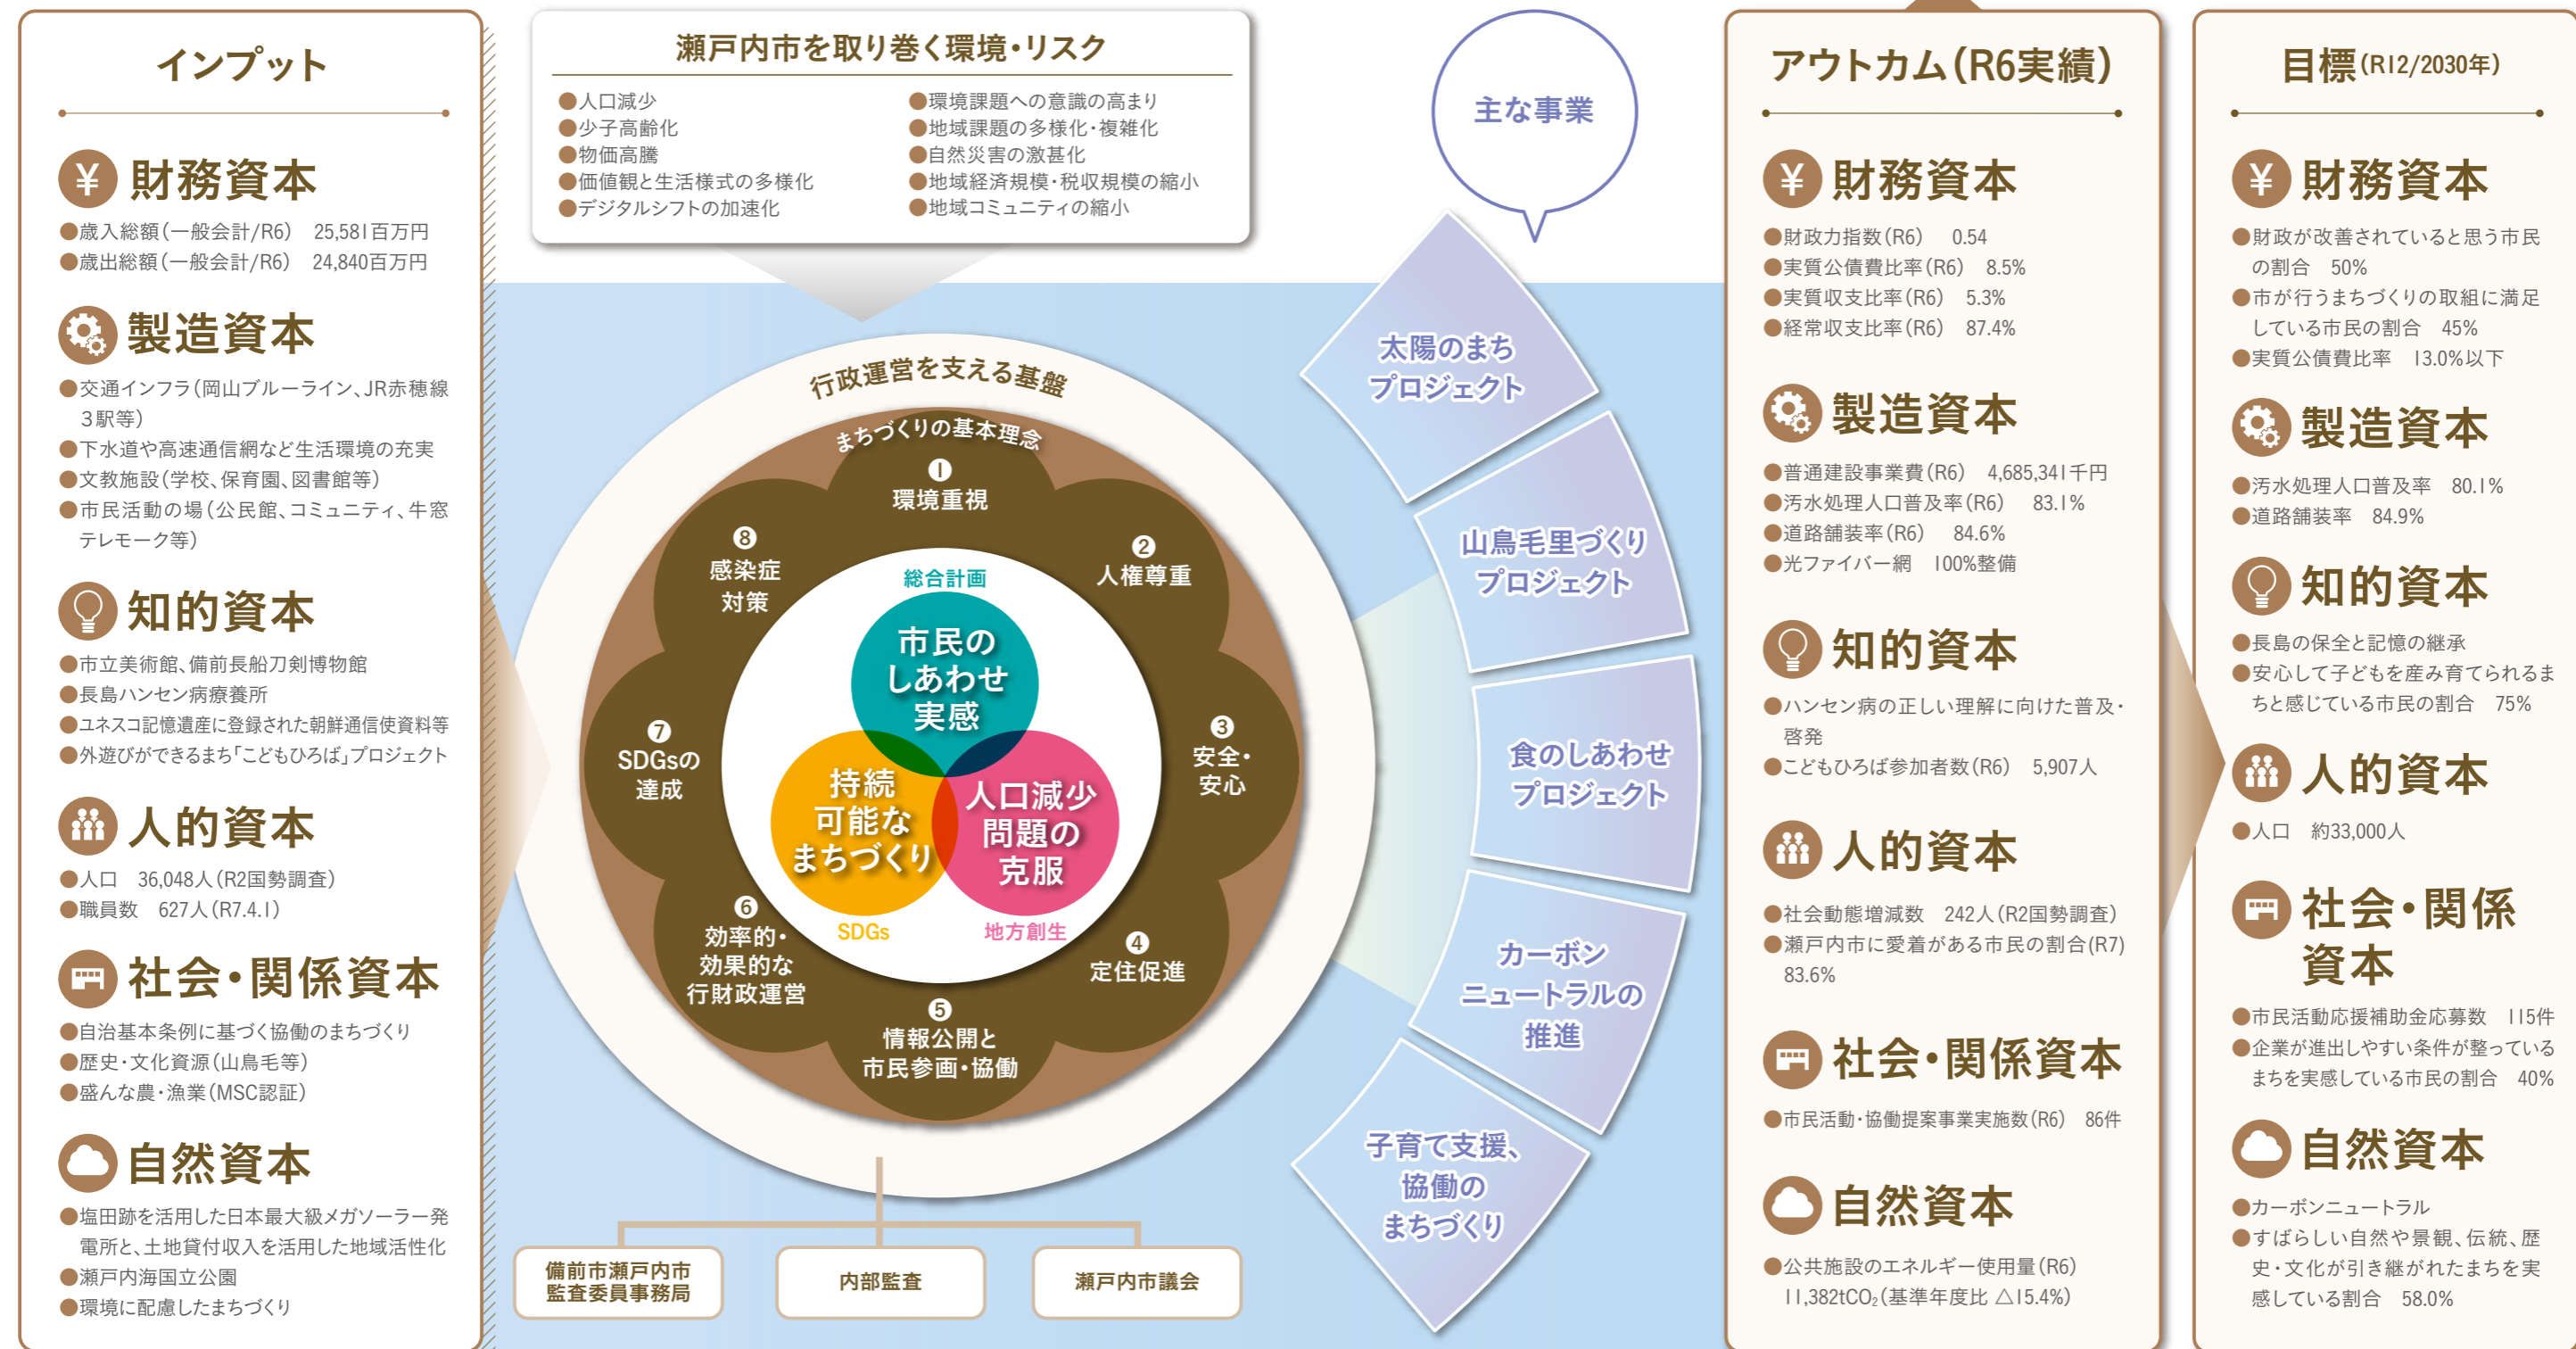 インプット
財務資本
●歳入総額(一般会計/R6) 25,581百万円
●歳出総額(一般会計/R6) 24,840百万円
製造資本
●交通インフラ(岡山ブルーライン、JR赤穂線
3駅等)
●下水道や高速通信網など生活環境の充実
●文教施設(学校、保育園、図書館等)
●市民活動の場(公民館、コミュニティ、牛窓
テレモーク等)
知的資本
●市立美術館、備前長船刀剣博物館
●長島ハンセン病療養所
●ユネスコ記憶遺産に登録された朝鮮通信使資料等
●外遊びができるまち「こどもひろば」プロジェクト
人的資本
●人口 36,048人(R2国勢調査)
●職員数 627人(R7.4.1)
社会・関係資本
●自治基本条例に基づく協働のまちづくり
●歴史・文化資源(山鳥毛等)
●盛んな農・漁業(MSC認証)
自然資本
●塩田跡を活用した日本最大級メガソーラー発
電所と、土地貸付収入を活用した地域活性化
●瀬戸内海国立公園
●環境に配慮したまちづくり
瀬戸内市を取り巻く環境・リスク
●人口減少
●少子高齢化
●物価高騰
●価値観と生活様式の多様化
●デジタルシフトの加速化
●環境課題への意識の高まり
●地域課題の多様化・複雑化
●自然災害の激甚化
●地域経済規模・税収規模の縮小
●地域コミュニティの縮小
行政運営を支える基盤
まちづくりの基本理念
❶
環境重視
❷
人権尊重
❸
安全・
安心
❹
定住促進
❺
情報公開と
市民参画・協働
❻
効率的・
効果的な
行財政運営
❼
SDGsの
達成
❽
感染症
対策
総合計画
市民の
しあわせ
実感
持続
可能な
まちづくり
SDGs
人口減少
問題の
克服
地方創生
備前市瀬戸内市
監査委員事務局
内部監査
瀬戸内市議会
主な事業
太陽のまち
プロジェクト
山鳥毛里づくり
プロジェクト
食のしあわせ
プロジェクト
カーボン
ニュートラルの
推進
子育て支援、
協働の
まちづくり
アウトカム(R6実績)
財務資本
●財政力指数(R6) 0.54
●実質公債費比率(R6) 8.5%
●実質収支比率(R6) 5.3%
●経常収支比率(R6) 87.4%
製造資本
●普通建設事業費(R6) 4,685,341千円
●汚水処理人口普及率(R6) 83.1%
●道路舗装率(R6) 84.6%
●光ファイバー網 100%整備
知的資本
●ハンセン病の正しい理解に向けた普及・
啓発
●こどもひろば参加者数(R6) 5,907人
人的資本
●社会動態増減数 242人(R2国勢調査)
●瀬戸内市に愛着がある市民の割合(R7)
83.6%
社会・関係資本
●市民活動・協働提案事業実施数(R6) 86件
自然資本
●公共施設のエネルギー使用量(R6)
11,382tCO₂(基準年度比 △15.4%)
目標(R12/2030年)
財務資本
●財政が改善されていると思う市民
の割合 50%
●市が行うまちづくりの取組に満足
している市民の割合 45%
●実質公債費比率 13.0%以下
製造資本
●汚水処理人口普及率 80.1%
●道路舗装率 84.9%
知的資本
●長島の保全と記憶の継承
●安心して子どもを産み育てられるま
ちと感じている市民の割合 75%
人的資本
●人口 約33,000人
社会・関係
資本
●市民活動応援補助金応募数 115件
●企業が進出しやすい条件が整っている
まちを実感している市民の割合 40%
自然資本
●カーボンニュートラル
●すばらしい自然や景観、伝統、歴
史・文化が引き継がれたまちを実
感している割合 58.0%